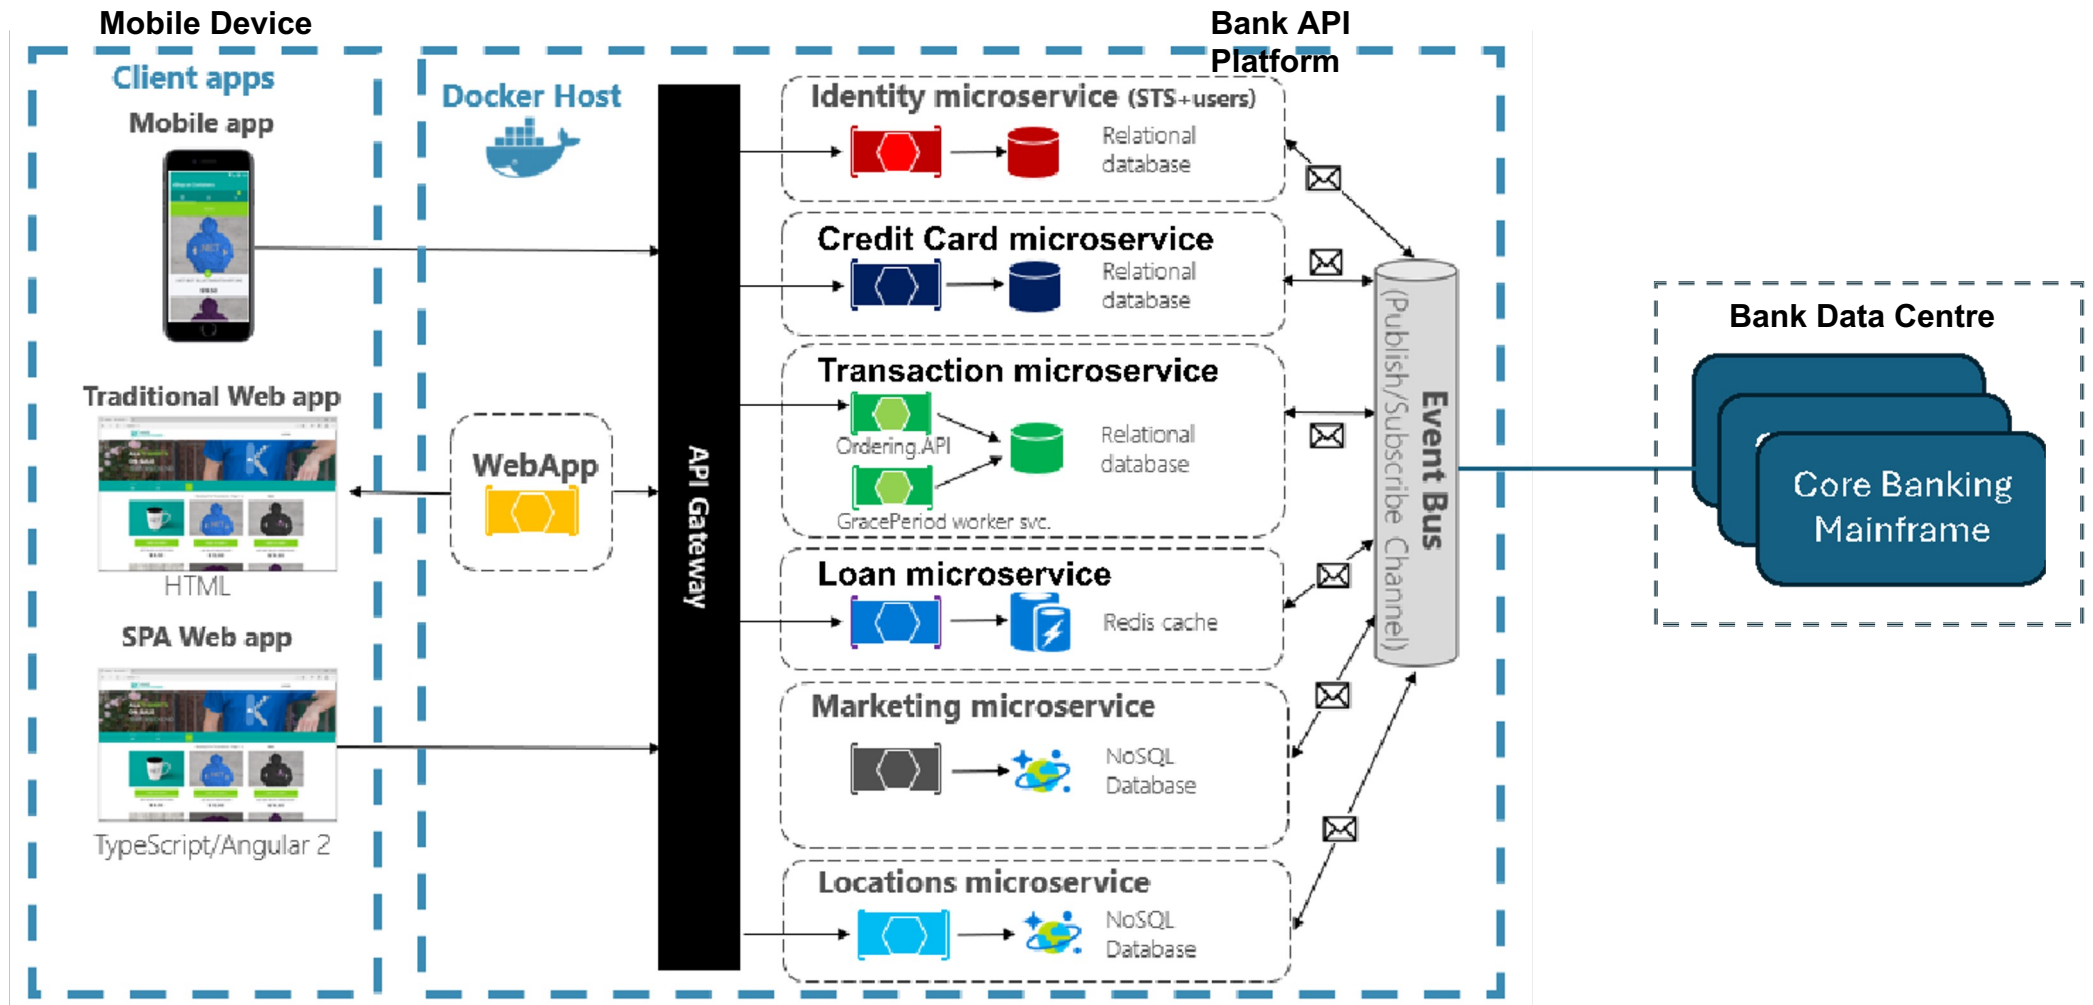 Mobile Device
Client apps
Mobile app
Traditional Web app
HTML
SPA Web app
TypeScript/Angular 2
Bank API
Platform
Docker Host
WebApp
API Gateway
Identity microservice (STS+users)
Relational
database
Credit Card microservice
Relational
database
Transaction microservice
Ordering.API
GracePeriod worker svc.
Relational
database
Loan microservice
Redis cache
Marketing microservice
NoSQL
Database
Locations microservice
NoSQL
Database
Event Bus
(Publish/Subscribe Channel)
Bank Data Centre
Core Banking
Mainframe